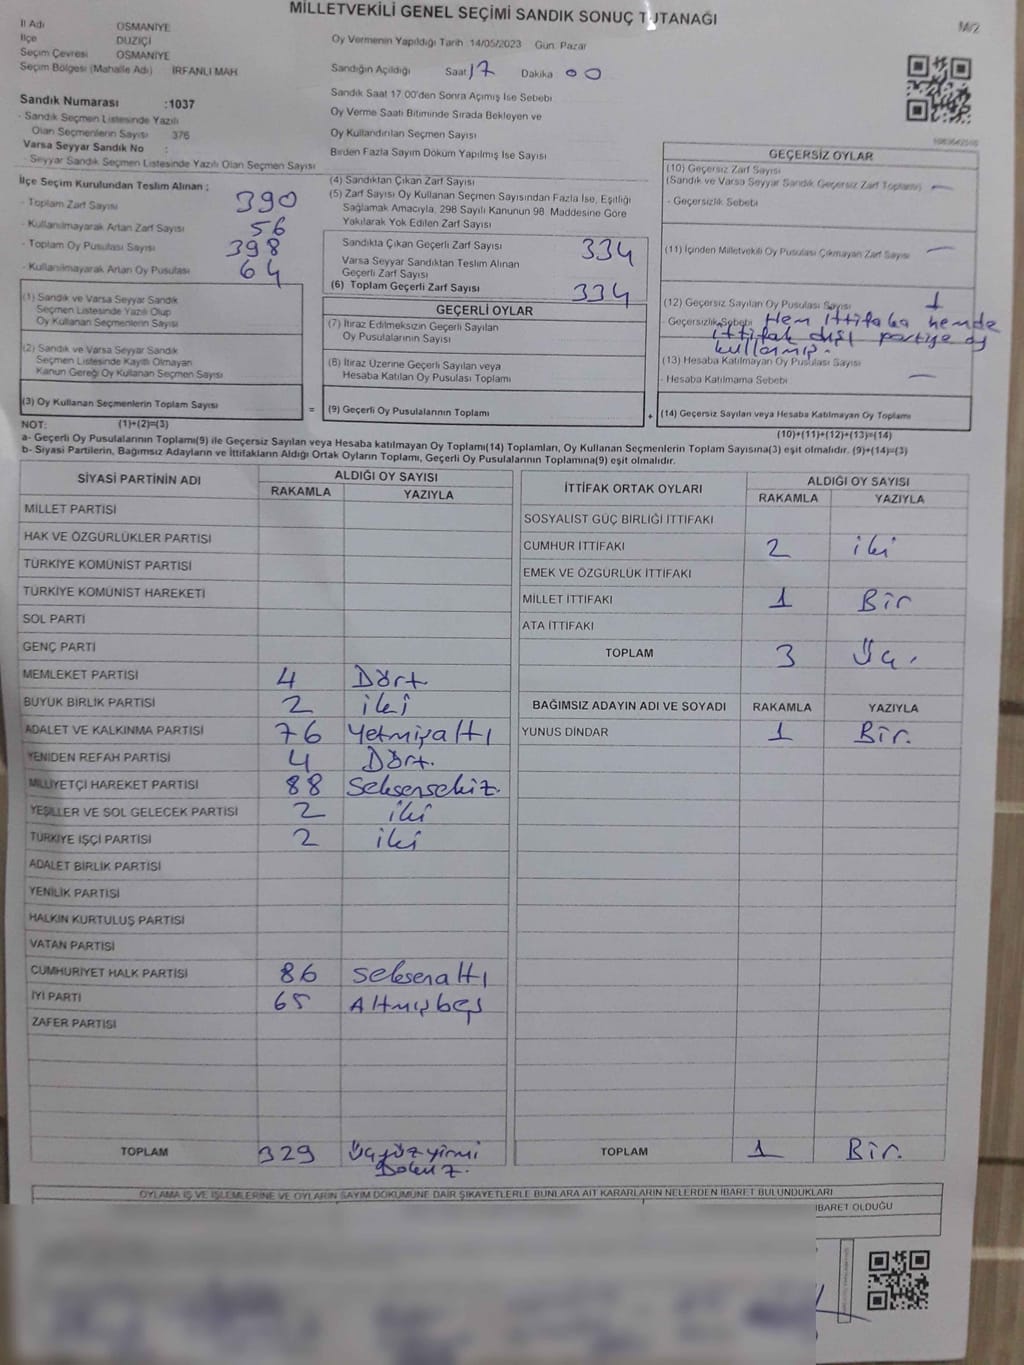 MİLLETVEKİLİ GENEL SEÇİMİ SANDIK SONUÇ TUTANAĞI
M/2
İl Adı OSMANİYE
İlçe DÜZİÇİ
Seçim Çevresi OSMANİYE
Seçim Bölgesi (Mahalle Adı) İRFANLI MAH
Sandık Numarası :1037
- Sandık Seçmen Listesinde Yazılı
Olan Seçmenlerin Sayısı 376
Varsa Seyyar Sandık No :
Seyyar Sandık Seçmen Listesinde Yazılı Olan Seçmen Sayısı
Oy Vermenin Yapıldığı Tarih :14/05/2023 Gün: Pazar
Sandığın Açıldığı Saat 17 Dakika 00
Sandık Saat 17.00'den Sonra Açılmış İse Sebebi
Oy Verme Saati Bitiminde Sırada Bekleyen ve
Oy Kullandırılan Seçmen Sayısı
Birden Fazla Sayım Döküm Yapılmış İse Sayısı
İlçe Seçim Kurulundan Teslim Alınan ;
- Toplam Zarf Sayısı 390
- Kullanılmayarak Artan Zarf Sayısı 56
- Toplam Oy Pusulası Sayısı 398
- Kullanılmayarak Artan Oy Pusulası 64
(1) Sandık ve Varsa Seyyar Sandık
Seçmen Listesinde Yazılı Olup
Oy Kullanan Seçmenlerin Sayısı
(2) Sandık ve Varsa Seyyar Sandık
Seçmen Listesinde Kayıtlı Olmayan
Kanun Gereği Oy Kullanan Seçmen Sayısı
(3) Oy Kullanan Seçmenlerin Toplam Sayısı
(4) Sandıktan Çıkan Zarf Sayısı
(5) Zarf Sayısı Oy Kullanan Seçmen Sayısından Fazla İse, Eşitliği
Sağlamak Amacıyla, 298 Sayılı Kanunun 98. Maddesine Göre
Yakılarak Yok Edilen Zarf Sayısı
Sandıkta Çıkan Geçerli Zarf Sayısı 334
Varsa Seyyar Sandıktan Teslim Alınan
Geçerli Zarf Sayısı
(6) Toplam Geçerli Zarf Sayısı 334
GEÇERLİ OYLAR
(7) İtiraz Edilmeksizin Geçerli Sayılan
Oy Pusulalarının Sayısı
(8) İtiraz Üzerine Geçerli Sayılan veya
Hesaba Katılan Oy Pusulası Toplamı
= (9) Geçerli Oy Pusulalarının Toplamı
GEÇERSİZ OYLAR
(10) Geçersiz Zarf Sayısı
(Sandık ve Varsa Seyyar Sandık Geçersiz Zarf Toplamı) —
- Geçersizlik Sebebi
(11) İçinden Milletvekili Oy Pusulası Çıkmayan Zarf Sayısı —
(12) Geçersiz Sayılan Oy Pusulası Sayısı 1
- Geçersizlik Sebebi Hem ittifaka hemde
ittifak dışı partiye oy
kullanmış.
(13) Hesaba Katılmayan Oy Pusulası Sayısı
- Hesaba Katılmama Sebebi —
+ (14) Geçersiz Sayılan veya Hesaba Katılmayan Oy Toplamı
NOT: (1)+(2)=(3)
(10)+(11)+(12)+(13)=(14)
a- Geçerli Oy Pusulalarının Toplamı(9) ile Geçersiz Sayılan veya Hesaba katılmayan Oy Toplamı(14) Toplamları, Oy Kullanan Seçmenlerin Toplam Sayısına(3) eşit olmalıdır. (9)+(14)=(3)
b- Siyasi Partilerin, Bağımsız Adayların ve İttifakların Aldığı Ortak Oyların Toplamı, Geçerli Oy Pusulalarının Toplamına(9) eşit olmalıdır.
SİYASİ PARTİNİN ADI ALDIĞI OY SAYISI
RAKAMLA YAZIYLA
MİLLET PARTİSİ
HAK VE ÖZGÜRLÜKLER PARTİSİ
TÜRKİYE KOMÜNİST PARTİSİ
TÜRKİYE KOMÜNİST HAREKETİ
SOL PARTİ
GENÇ PARTİ
MEMLEKET PARTİSİ 4 Dört
BÜYÜK BİRLİK PARTİSİ 2 iki
ADALET VE KALKINMA PARTİSİ 76 Yetmişaltı
YENİDEN REFAH PARTİSİ 4 Dört.
MİLLİYETÇİ HAREKET PARTİSİ 88 Seksensekiz.
YEŞİLLER VE SOL GELECEK PARTİSİ 2 iki
TÜRKİYE İŞÇİ PARTİSİ 2 iki
ADALET BİRLİK PARTİSİ
YENİLİK PARTİSİ
HALKIN KURTULUŞ PARTİSİ
VATAN PARTİSİ
CUMHURİYET HALK PARTİSİ 86 Seksenaltı
İYİ PARTİ 65 Altmışbeş
ZAFER PARTİSİ
TOPLAM 329 Üçyüzyirmi
Dokuz.
İTTİFAK ORTAK OYLARI ALDIĞI OY SAYISI
RAKAMLA YAZIYLA
SOSYALİST GÜÇ BİRLİĞİ İTTİFAKI
CUMHUR İTTİFAKI 2 iki
EMEK VE ÖZGÜRLÜK İTTİFAKI
MİLLET İTTİFAKI 1 Bir
ATA İTTİFAKI
TOPLAM 3 Üç.
BAĞIMSIZ ADAYIN ADI VE SOYADI RAKAMLA YAZIYLA
YUNUS DİNDAR 1 Bir.
TOPLAM 1 Bir.
OYLAMA İŞ VE İŞLEMLERİNE VE OYLARIN SAYIM DÖKÜMÜNE DAİR ŞİKAYETLERLE BUNLARA AİT KARARLARIN NELERDEN İBARET BULUNDUKLARI
İBARET OLDUĞU